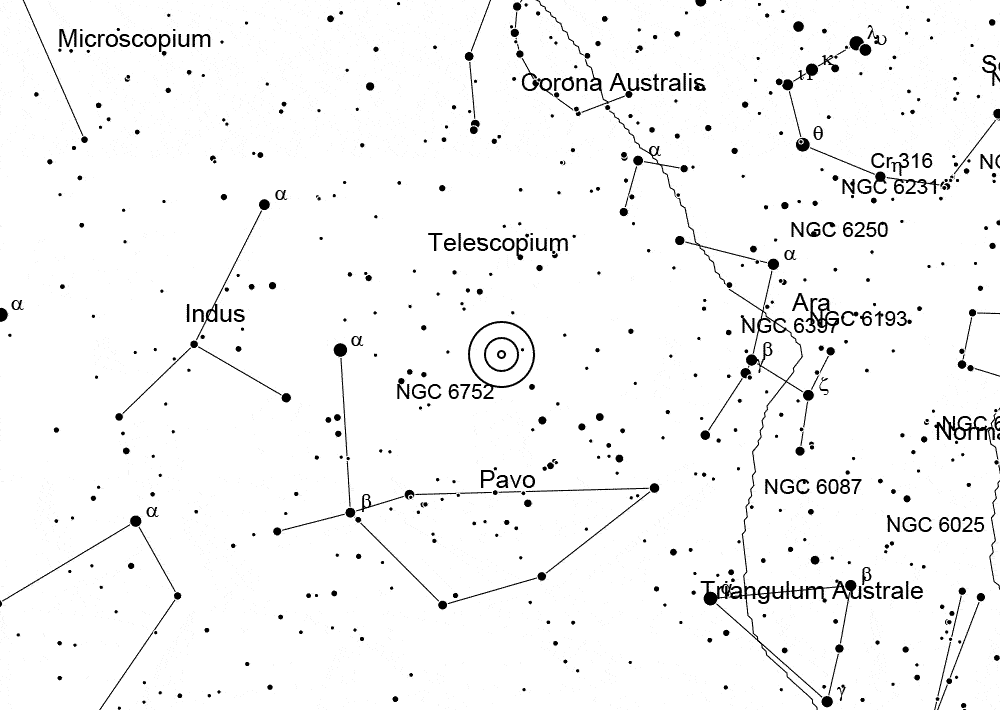 Microscopium
Corona Australis
λ
υ
κ
ι1
θ
Cr 316
η
NGC 6231
α
α
NGC 6250
Telescopium
α
α
Indus
Ara
NGC 6193
NGC 6397
α
β
γ
ζ
NGC 6752
Norma
Pavo
NGC 6087
β
α
NGC 6025
β
Triangulum Australe
α
γ